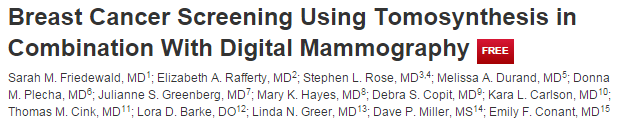 Breast Cancer Screening Using Tomosynthesis in
Combination With Digital Mammography FREE
Sarah M. Friedewald, MD1; Elizabeth A. Rafferty, MD2; Stephen L. Rose, MD3,4; Melissa A. Durand, MD5; Donna
M. Plecha, MD6; Julianne S. Greenberg, MD7; Mary K. Hayes, MD8; Debra S. Copit, MD9; Kara L. Carlson, MD10;
Thomas M. Cink, MD11; Lora D. Barke, DO12; Linda N. Greer, MD13; Dave P. Miller, MS14; Emily F. Conant, MD15